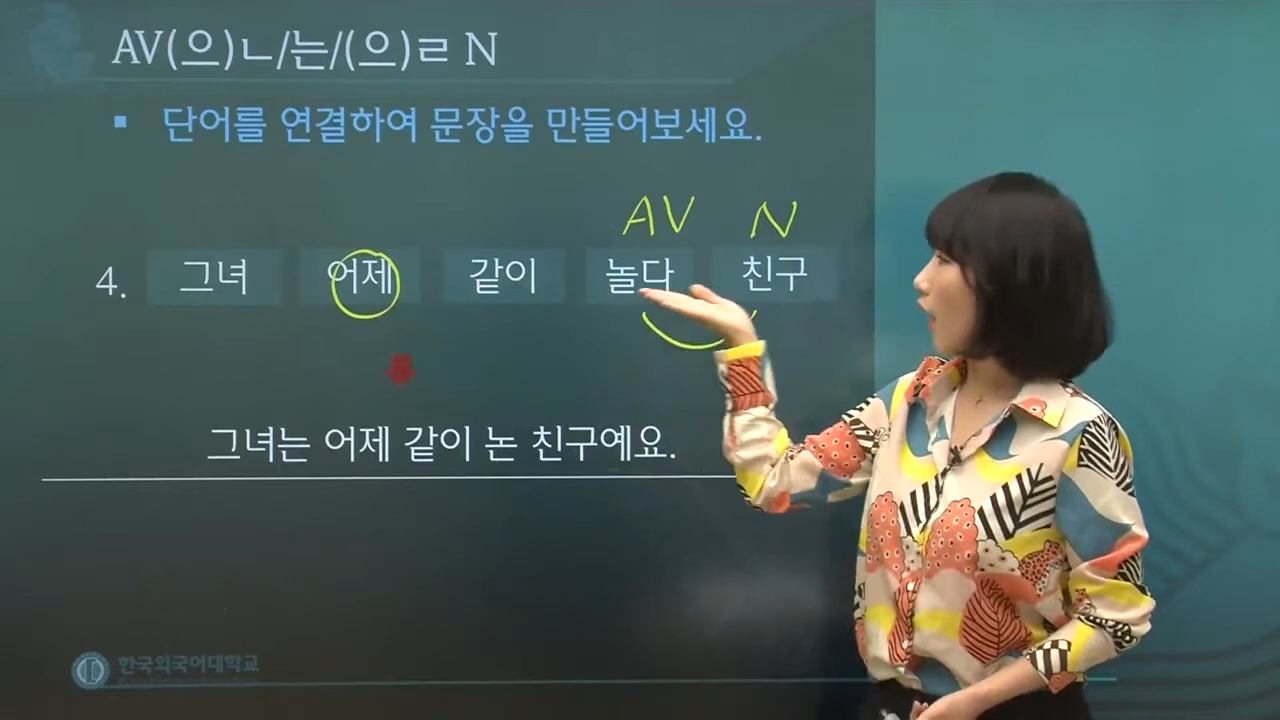 AV(으)ㄴ/는/(으)ㄹ N
▪ 단어를 연결하여 문장을 만들어보세요.
AV N
4. 그녀 어제 같이 놀다 친구
그녀는 어제 같이 논 친구예요.
한국외국어대학교